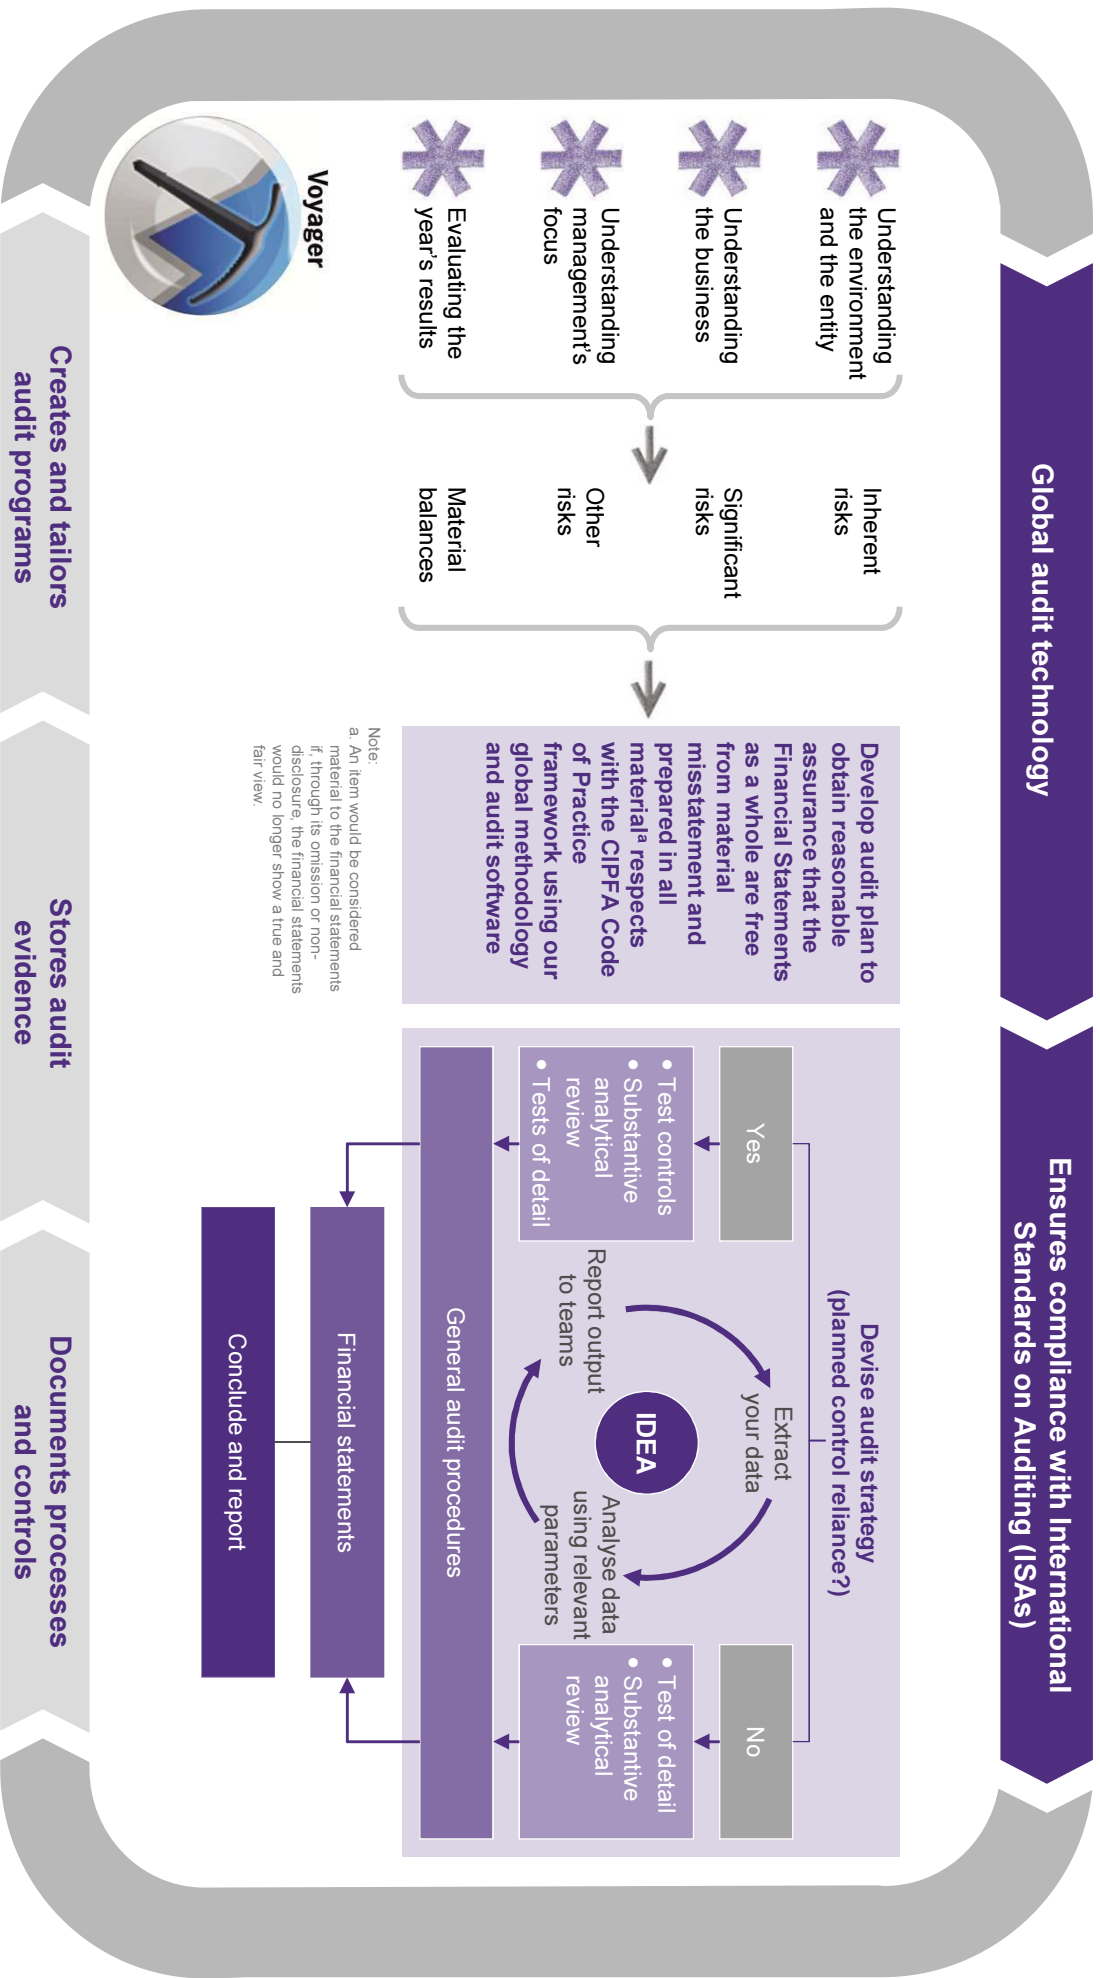 Global audit technology
Ensures compliance with International
Standards on Auditing (ISAs)
Understanding
the environment
and the entity
Understanding
the business
Understanding
management's
focus
Evaluating the
year's results
Inherent
risks
Significant
risks
Other
risks
Material
balances
Develop audit plan to
obtain reasonable
assurance that the
Financial Statements
as a whole are free
from material
misstatement and
prepared in all
materialª respects
with the CIPFA Code
of Practice
framework using our
global methodology
and audit software
Note:
a. An item would be considered
material to the financial statements
if, through its omission or non-
disclosure, the financial statements
would no longer show a true and
fair view.
Devise audit strategy
(planned control reliance?)
Yes
• Test controls
• Substantive
analytical
review
• Tests of detail
No
• Test of detail
• Substantive
analytical
review
Extract
your data
IDEA
Report output
to teams
Analyse data
using relevant
parameters
General audit procedures
Financial statements
Conclude and report
Voyager
Creates and tailors
audit programs
Stores audit
evidence
Documents processes
and controls